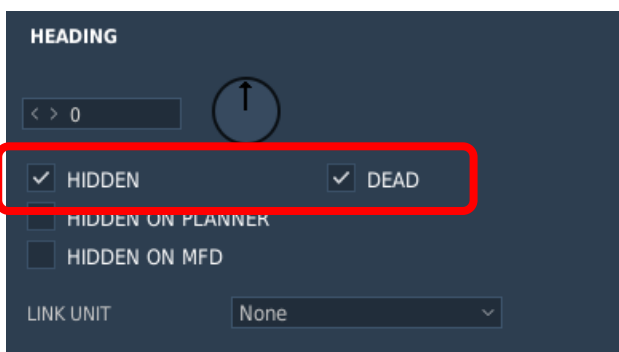 HEADING
< > 0
HIDDEN DEAD
HIDDEN ON PLANNER
HIDDEN ON MFD
LINK UNIT None